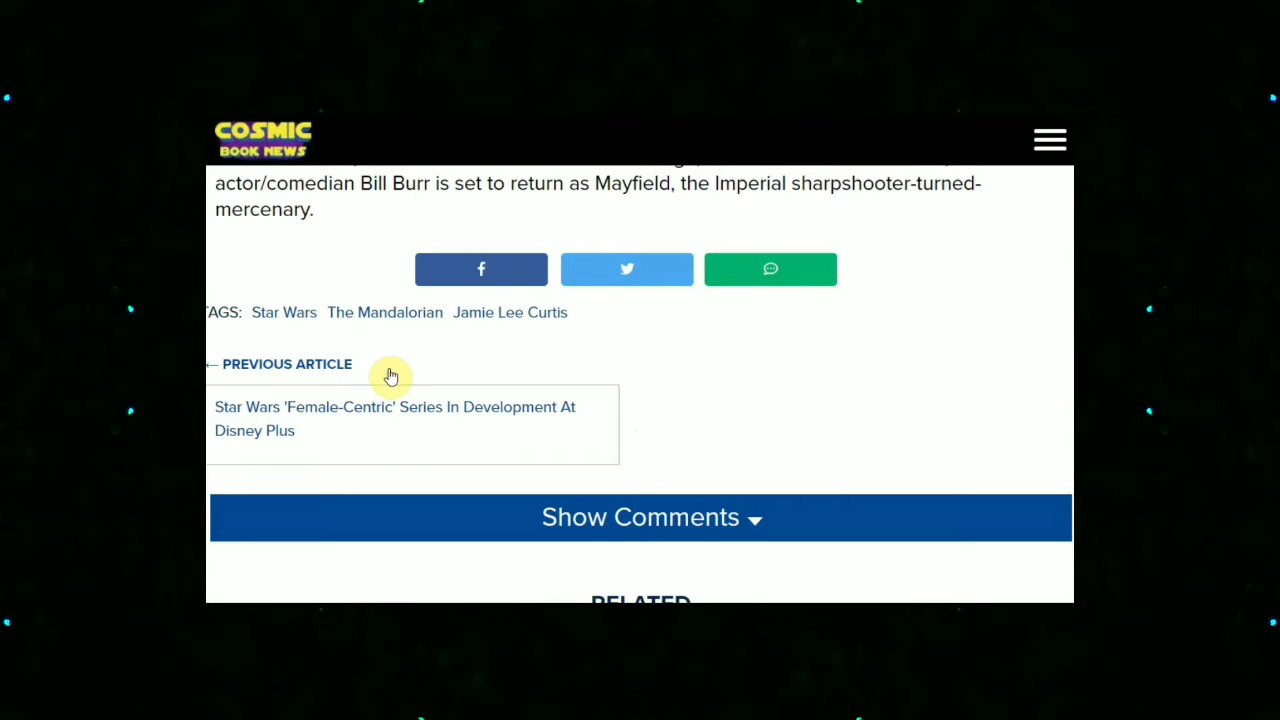 COSMIC
BOOK NEWS
actor/comedian Bill Burr is set to return as Mayfield, the Imperial sharpshooter-turned-
mercenary.
TAGS: Star Wars The Mandalorian Jamie Lee Curtis
← PREVIOUS ARTICLE
Star Wars 'Female-Centric' Series In Development At
Disney Plus
Show Comments
RELATED